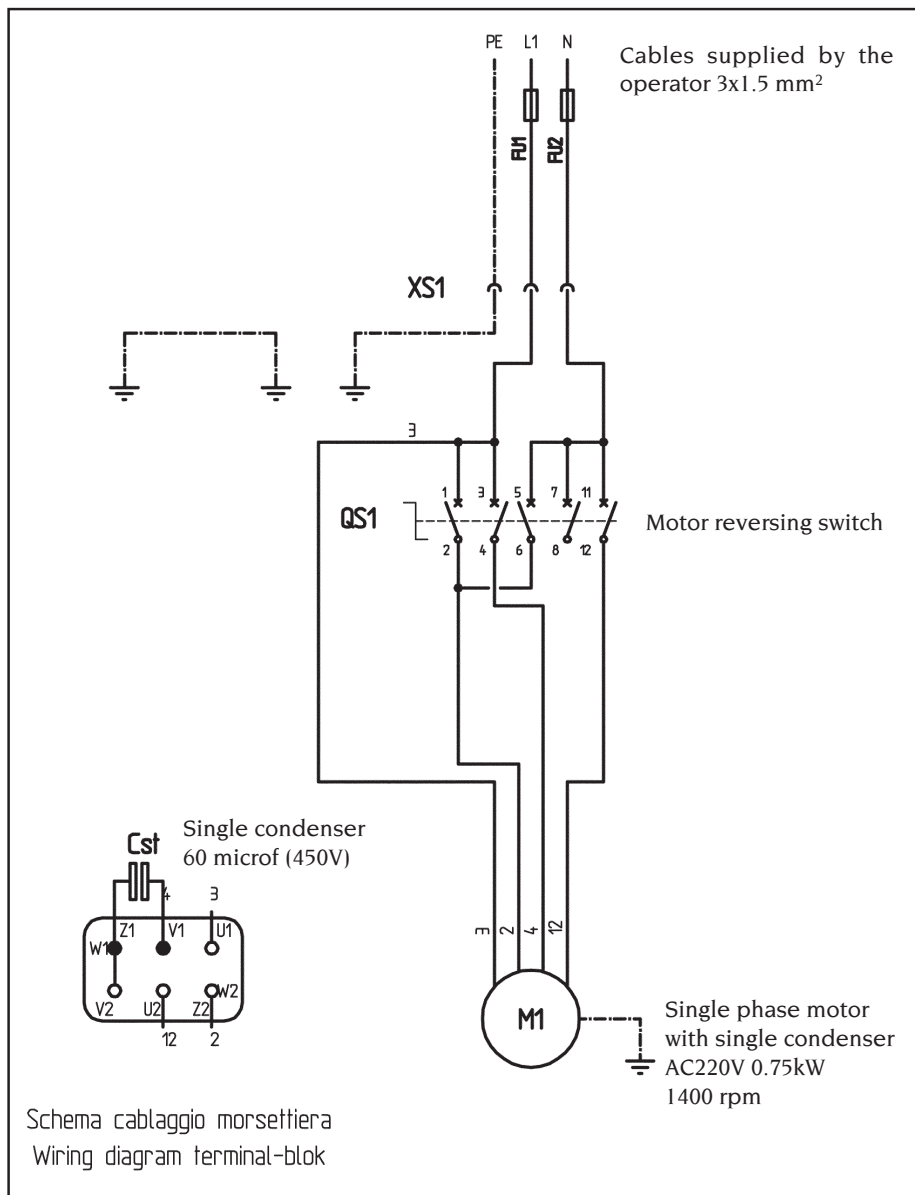 PE L1 N
Cables supplied by the
operator 3x1.5 mm²
FU1 FU2
XS1
3
1 3 5 7 11
QS1
Motor reversing switch
2 4 6 8 12
Single condenser
60 microf (450V)
Cst
4 3
Z1 V1 U1
W1
W2
V2 U2 Z2
12 2
3 2 4 12
M1
Single phase motor
with single condenser
AC220V 0.75kW
1400 rpm
Schema cablaggio morsettiera
Wiring diagram terminal-blok